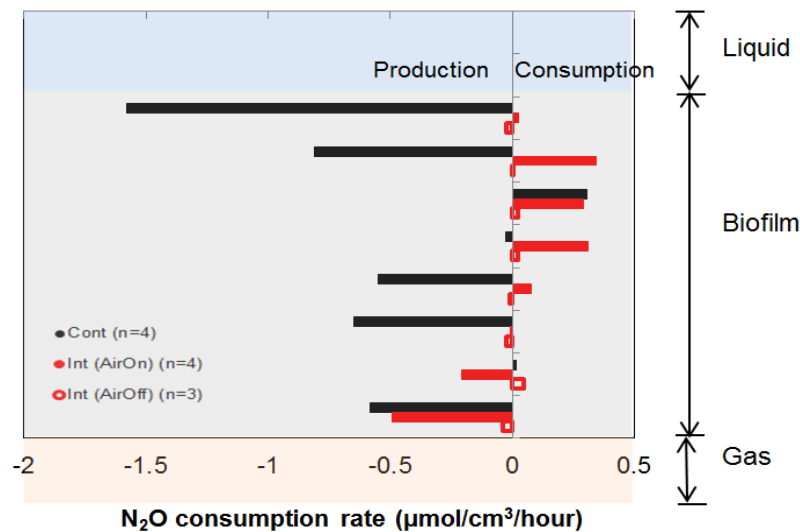 Liquid
Production Consumption
Biofilm
Cont (n=4)
Int (AirOn) (n=4)
Int (AirOff) (n=3)
-2 -1.5 -1 -0.5 0 0.5
Gas
N₂O consumption rate (μmol/cm³/hour)